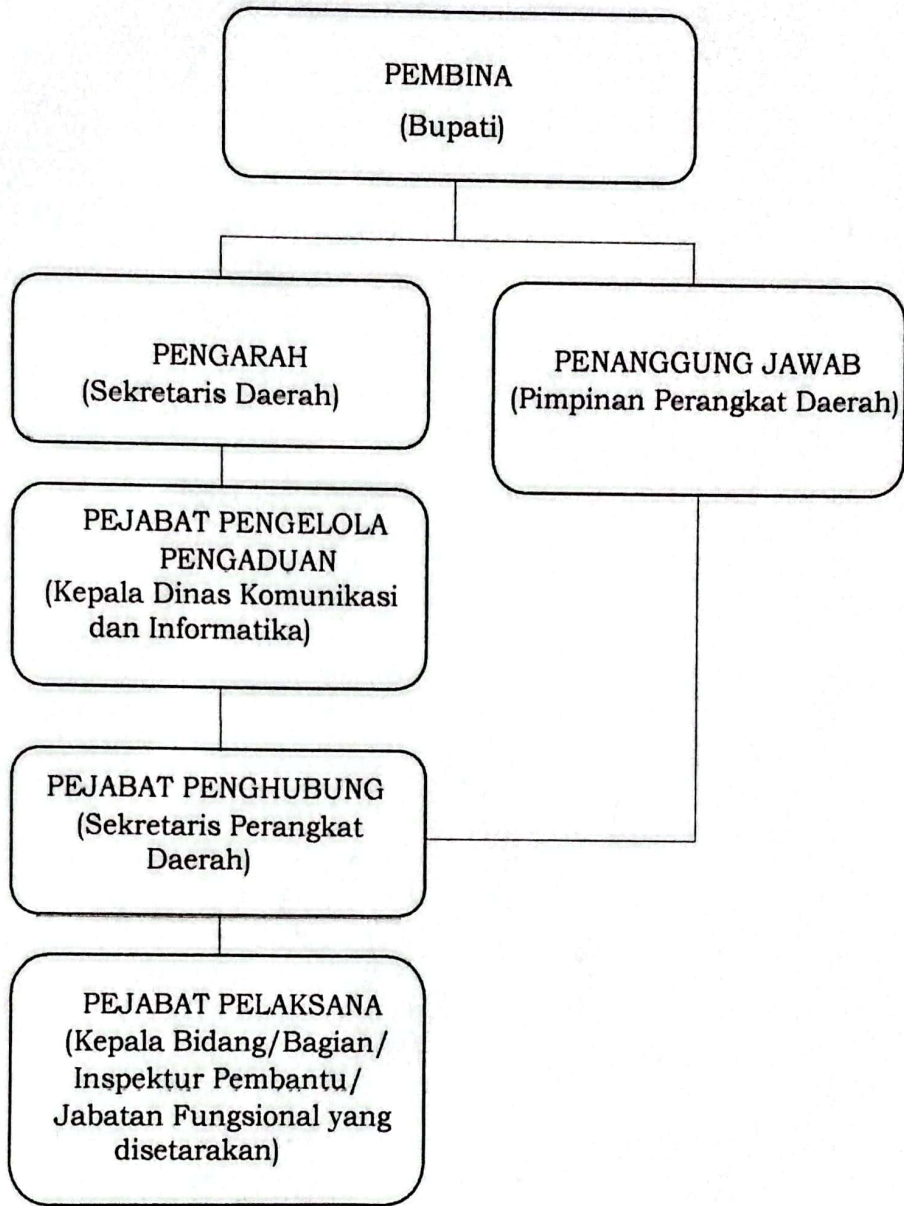 PEMBINA
(Bupati)
PENGARAH
(Sekretaris Daerah)
PENANGGUNG JAWAB
(Pimpinan Perangkat Daerah)
PEJABAT PENGELOLA
PENGADUAN
(Kepala Dinas Komunikasi
dan Informatika)
PEJABAT PENGHUBUNG
(Sekretaris Perangkat
Daerah)
PEJABAT PELAKSANA
(Kepala Bidang/Bagian/
Inspektur Pembantu/
Jabatan Fungsional yang
disetarakan)